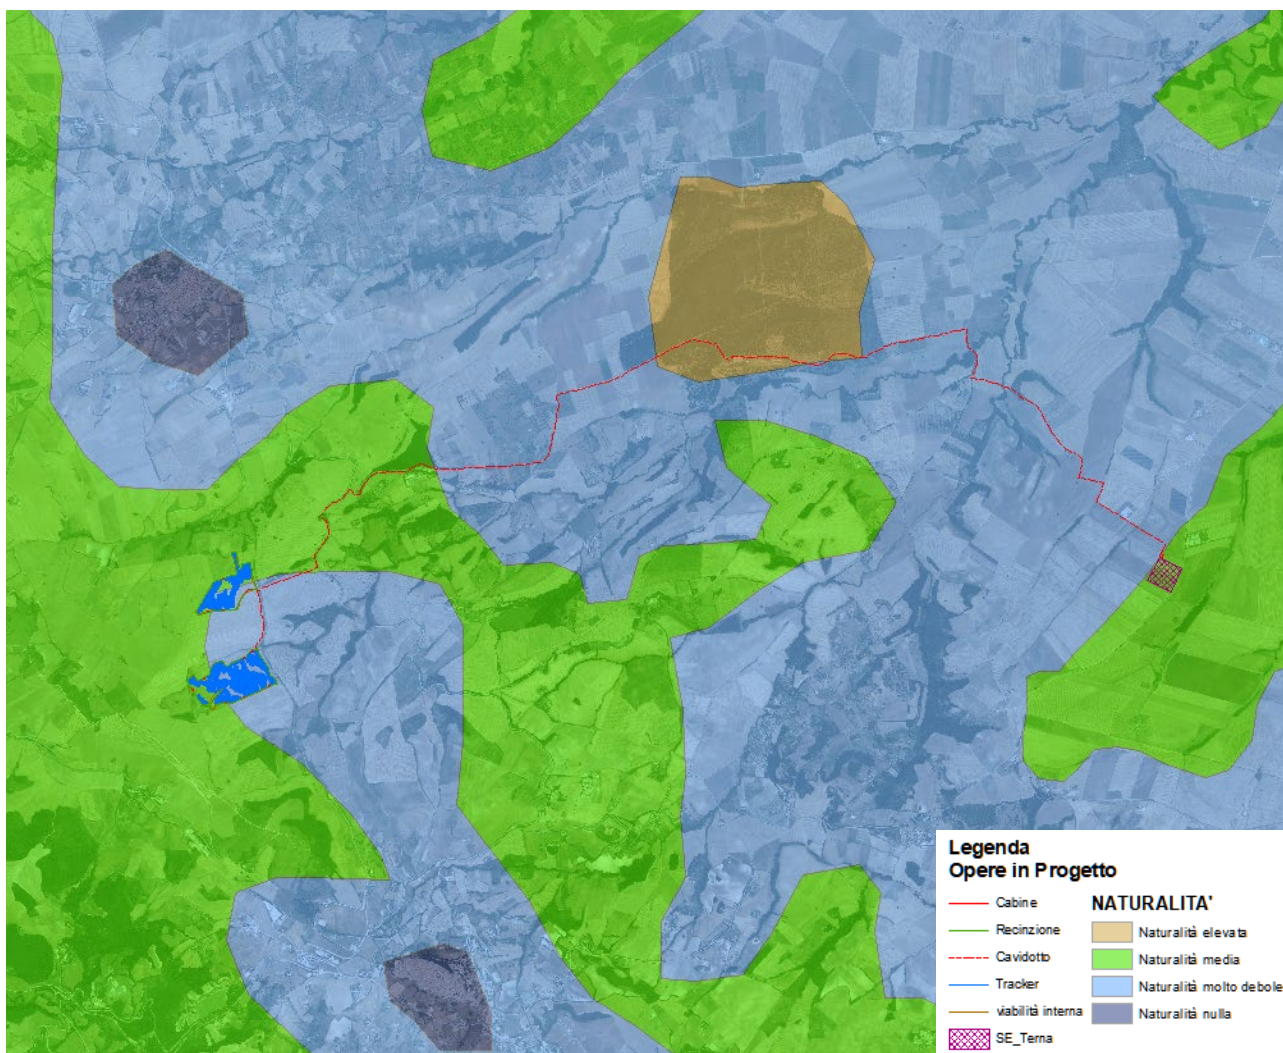 Legenda
Opere in Progetto
Cabine
Recinzione
Cavidotto
Tracker
viabilità interna
SE_Terna
NATURALITA'
Naturalità elevata
Naturalità media
Naturalità molto debole
Naturalità nulla